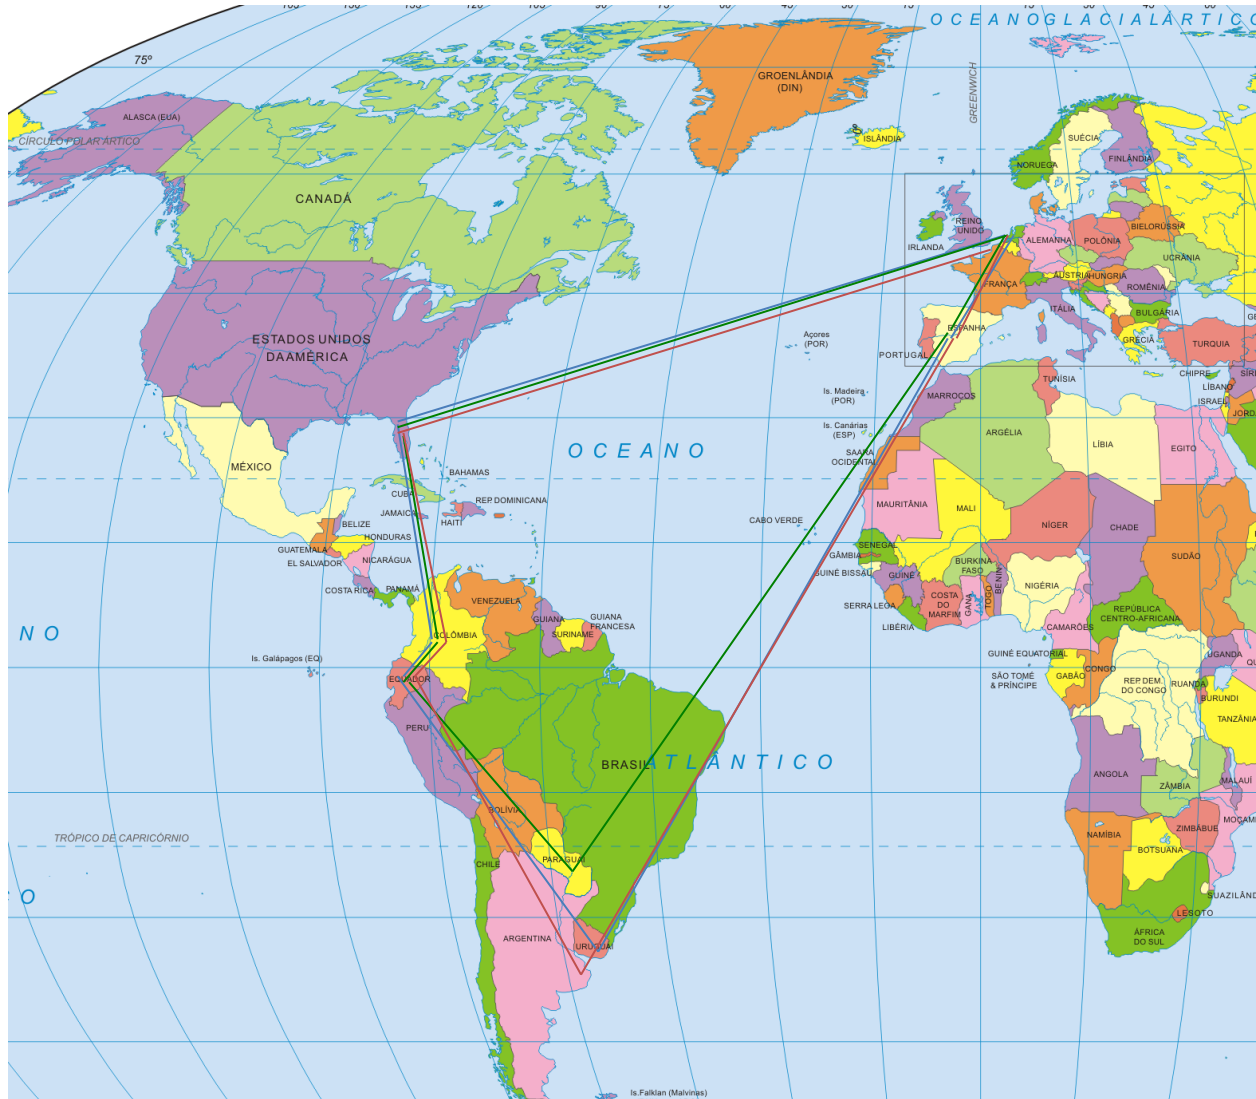 OCEANO GLACIAL ÁRTICO
75º
GROENLÂNDIA
(DIN)
GREENWICH
ALASCA (EUA)
CÍRCULO POLAR ÁRTICO
ISLÂNDIA
SUÉCIA
NORUEGA
FINLÂNDIA
CANADÁ
REINO
UNIDO
IRLANDA
ALEMANHA
POLÔNIA
BIELORÚSSIA
UCRÂNIA
FRANÇA
ÁUSTRIA
HUNGRIA
ROMÊNIA
ITÁLIA
BULGÁRIA
ESPANHA
GRECIA
PORTUGAL
TURQUIA
ESTADOS UNIDOS
DA AMÉRICA
Açores
(POR)
CHIPRE
TUNÍSIA
LÍBANO
ISRAEL
Is. Madeira
(POR)
MARROCOS
Is. Canárias
(ESP)
ARGÉLIA
LÍBIA
EGITO
OCEANO
SAARA
OCIDENTAL
MÉXICO
BAHAMAS
CUBA
REP DOMINICANA
JAMAICA
HAITI
MAURITÂNIA
MALI
NÍGER
CHADE
SUDÃO
CABO VERDE
BELIZE
HONDURAS
GUATEMALA
EL SALVADOR
NICARÁGUA
COSTA RICA
PANAMÁ
SENEGAL
GÂMBIA
GUINÉ BISSAU
GUINÉ
BURKINA-
FASO
BENIN
TOGO
GANA
NIGÉRIA
SERRA LEOA
LIBÉRIA
COSTA
DO
MARFIM
CAMARÕES
REPÚBLICA
CENTRO-AFRICANA
VENEZUELA
GUIANA
GUIANA
FRANCESA
SURINAME
COLÔMBIA
NO
Is. Galápagos (EQ)
EQUADOR
GUINÉ EQUATORIAL
SÃO TOMÉ
& PRÍNCIPE
GABÃO
CONGO
REP DEM.
DO CONGO
UGANDA
RUANDA
BURUNDI
TANZÂNIA
PERU
BRASIL
ATLÂNTICO
ANGOLA
ZÂMBIA
MALAUÍ
BOLÍVIA
TRÓPICO DE CAPRICÓRNIO
NAMÍBIA
ZIMBÁBUE
BOTSUANA
PARAGUAI
CHILE
LESOTO
ÁFRICA
DO SUL
ARGENTINA
URUGUAI
Is.Falklan (Malvinas)